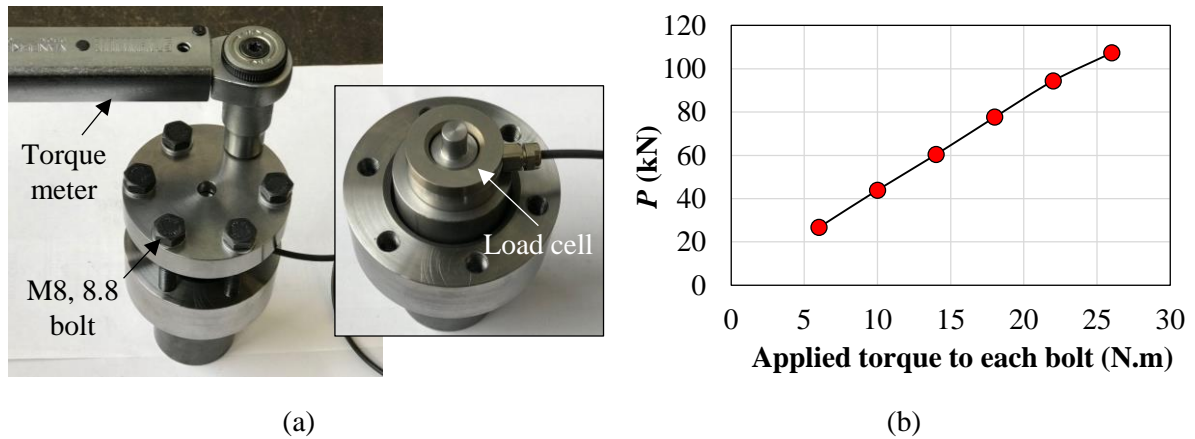 Torque
meter
M8, 8.8
bolt
Load cell
(a)
120
100
80
60
40
20
0
P (kN)
0 5 10 15 20 25 30
Applied torque to each bolt (N.m)
(b)